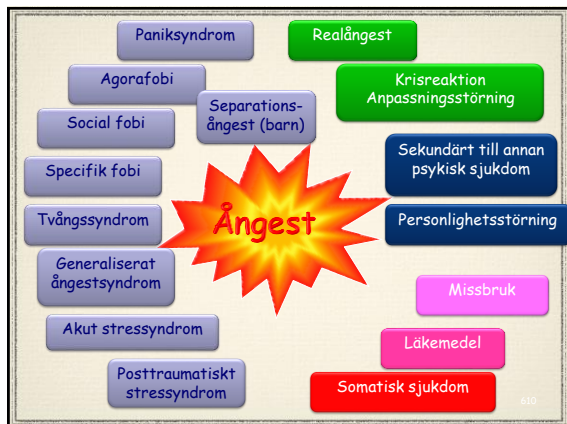 Paniksyndrom
Realångest
Agorafobi
Krisreaktion
Anpassningsstörning
Separations-
ångest (barn)
Social fobi
Sekundärt till annan
psykisk sjukdom
Specifik fobi
Ångest
Tvångssyndrom
Personlighetsstörning
Generaliserat
ångestsyndrom
Missbruk
Akut stressyndrom
Läkemedel
Posttraumatiskt
stressyndrom
Somatisk sjukdom
610